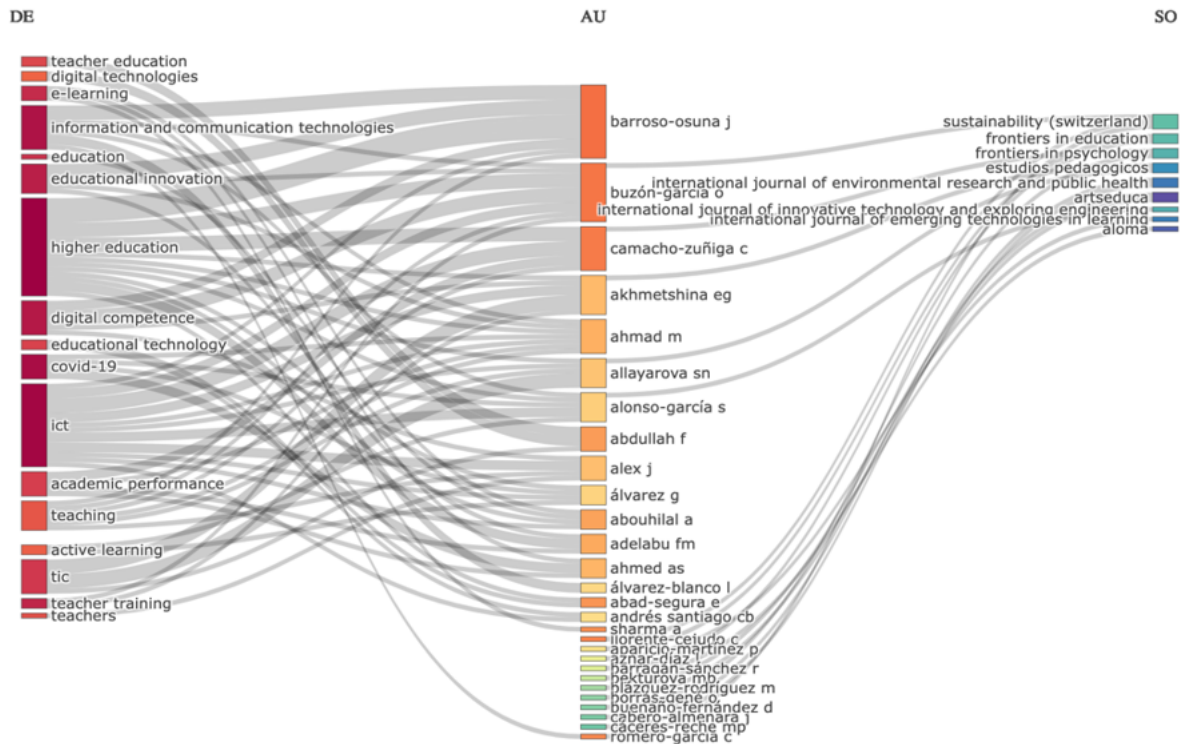 DE
AU
SO
teacher education
digital technologies
e-learning
information and communication technologies
education
educational innovation
higher education
digital competence
educational technology
covid-19
ict
academic performance
teaching
active learning
tic
teacher training
teachers
barroso-osuna j
buzón-garcía o
camacho-zuñiga c
akhmetshina eg
ahmad m
allayarova sn
alonso-garcía s
abdullah f
alex j
álvarez g
abouhilal a
adelabu fm
ahmed as
álvarez-blanco l
abad-segura e
andrés santiago cb
sharma a
llorente-cejudo c
aparicio-martínez p
aznar-díaz i
barragán-sánchez r
bekturova mb
blázquez-rodríguez m
borrás-gené o
buenaño-fernández d
cabero-almenara j
cáceres-reche mp
romero-garcía c
sustainability (switzerland)
frontiers in education
frontiers in psychology
estudios pedagogicos
international journal of environmental research and public health
artseduca
international journal of innovative technology and exploring engineering
international journal of emerging technologies in learning
aloma